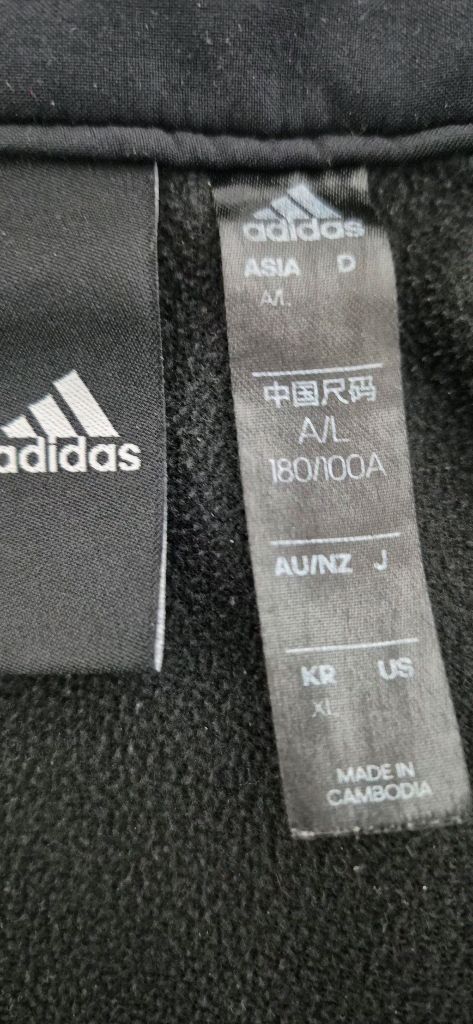 adidas
adidas
ASIA D
A/L
中国尺码
A/L
180/100A
AU/NZ J
KR US
XL
MADE IN
CAMBODIA